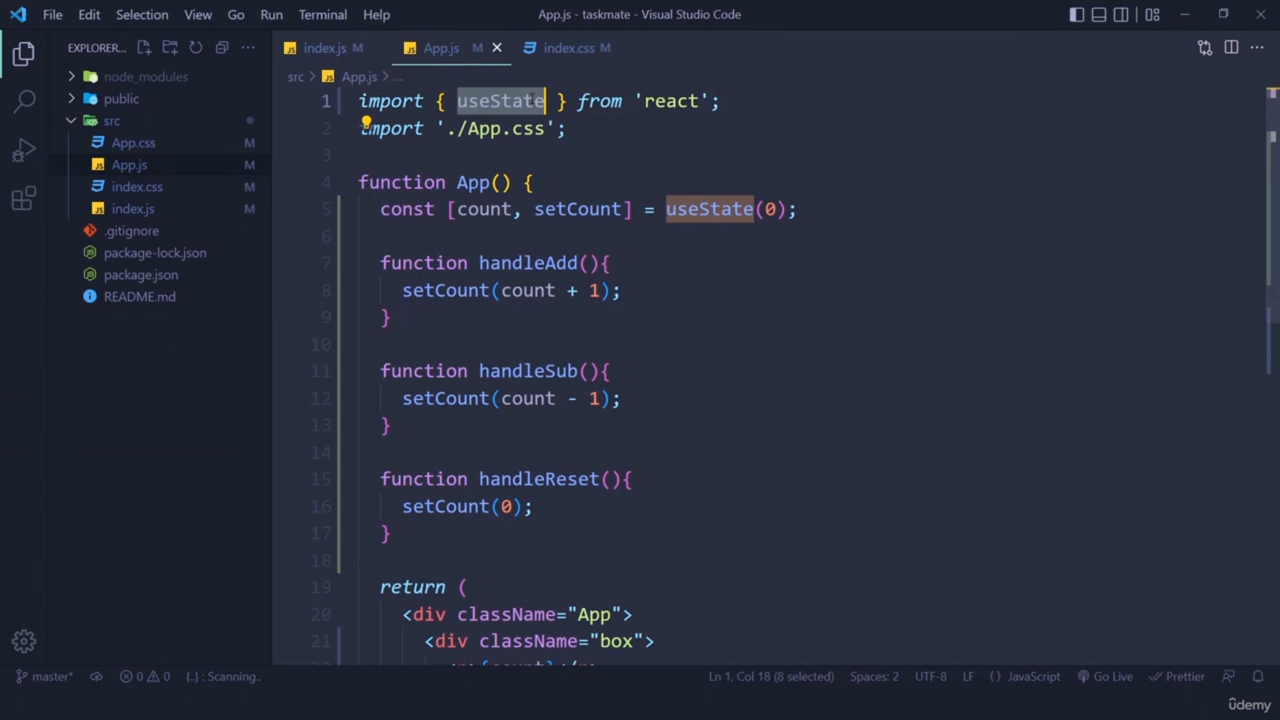 File Edit Selection View Go Run Terminal Help
App.js - taskmate - Visual Studio Code
EXPLORER...
JS index.js M
JS App.js M
index.css M
node_modules
public
src
App.css M
JS App.js M
index.css M
JS index.js M
.gitignore
package-lock.json
package.json
README.md
src > JS App.js > ...
1 import { useState } from 'react';
2 import './App.css';
3
4 function App() {
5 const [count, setCount] = useState(0);
6
7 function handleAdd(){
8 setCount(count + 1);
9 }
10
11 function handleSub(){
12 setCount(count - 1);
13 }
14
15 function handleReset(){
16 setCount(0);
17 }
18
19 return (
20 <div className="App">
21 <div className="box">
master* 0 0 {..} : Scanning.. Ln 1, Col 18 (8 selected) Spaces: 2 UTF-8 LF {} JavaScript Go Live Prettier
ûdemy